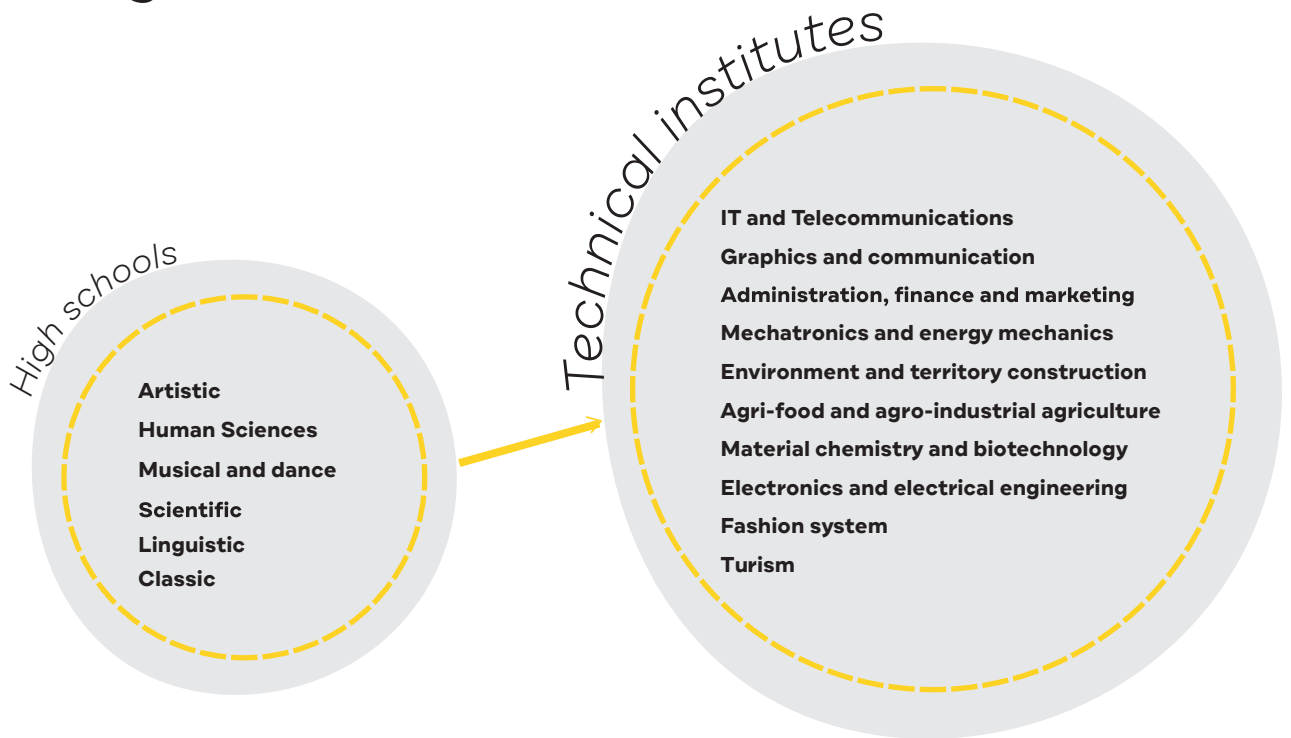 High schools
Artistic
Human Sciences
Musical and dance
Scientific
Linguistic
Classic
Technical institutes
IT and Telecommunications
Graphics and communication
Administration, finance and marketing
Mechatronics and energy mechanics
Environment and territory construction
Agri-food and agro-industrial agriculture
Material chemistry and biotechnology
Electronics and electrical engineering
Fashion system
Turism